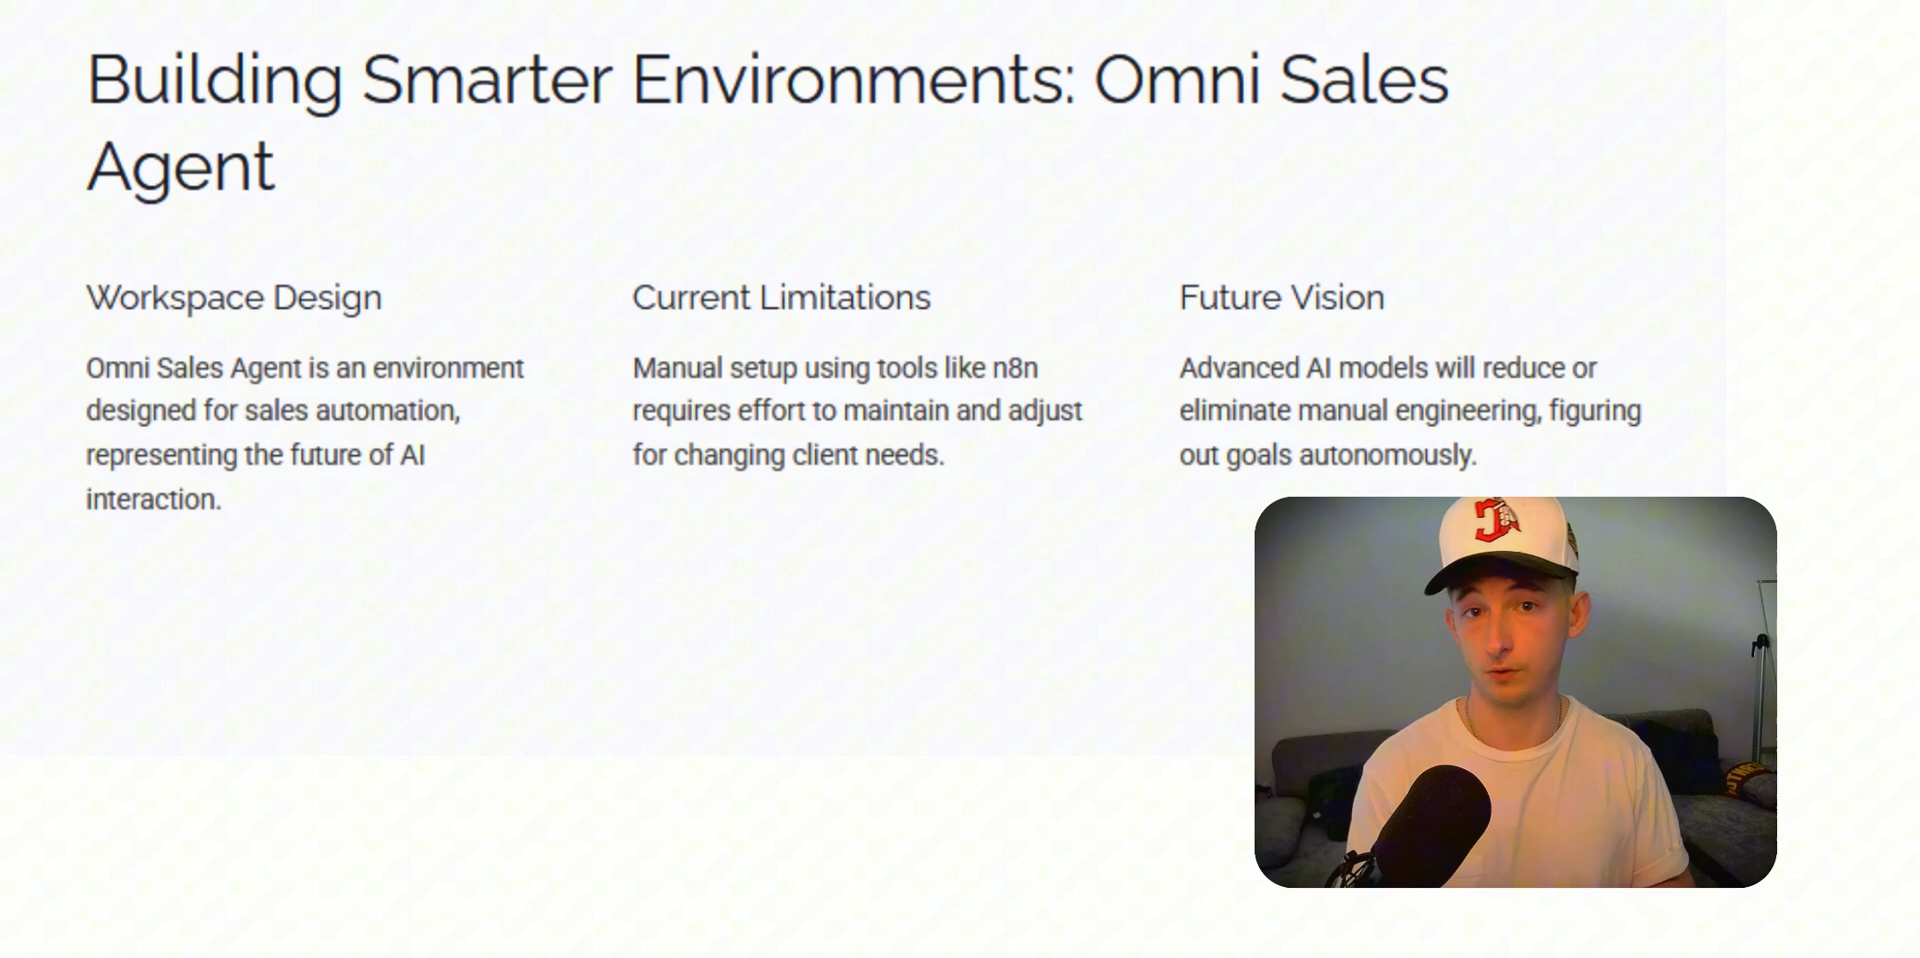 Building Smarter Environments: Omni Sales
Agent
Workspace Design
Omni Sales Agent is an environment
designed for sales automation,
representing the future of AI
interaction.
Current Limitations
Manual setup using tools like n8n
requires effort to maintain and adjust
for changing client needs.
Future Vision
Advanced AI models will reduce or
eliminate manual engineering, figuring
out goals autonomously.